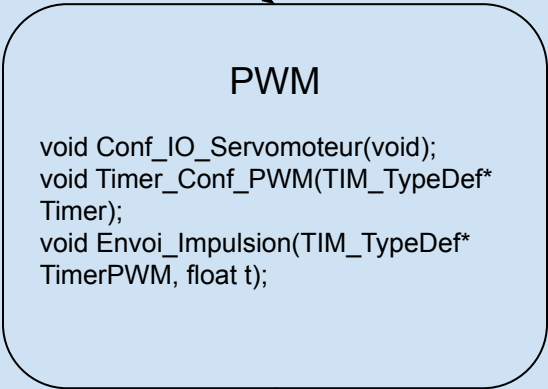 PWM
void Conf_IO_Servomoteur(void);
void Timer_Conf_PWM(TIM_TypeDef*
Timer);
void Envoi_Impulsion(TIM_TypeDef*
TimerPWM, float t);